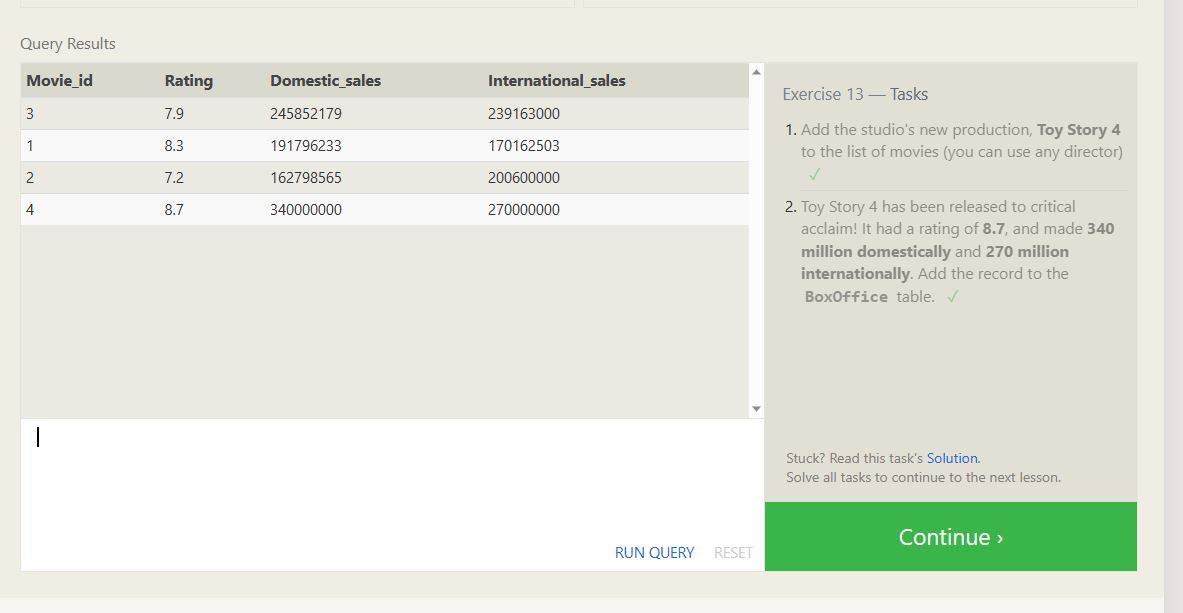 Query Results
Movie_id Rating Domestic_sales International_sales
3 7.9 245852179 239163000
1 8.3 191796233 170162503
2 7.2 162798565 200600000
4 8.7 340000000 270000000
RUN QUERY RESET
Exercise 13 — Tasks
1. Add the studio's new production, Toy Story 4
to the list of movies (you can use any director)
✓
2. Toy Story 4 has been released to critical
acclaim! It had a rating of 8.7, and made 340
million domestically and 270 million
internationally. Add the record to the
BoxOffice table. ✓
Stuck? Read this task's Solution.
Solve all tasks to continue to the next lesson.
Continue ›